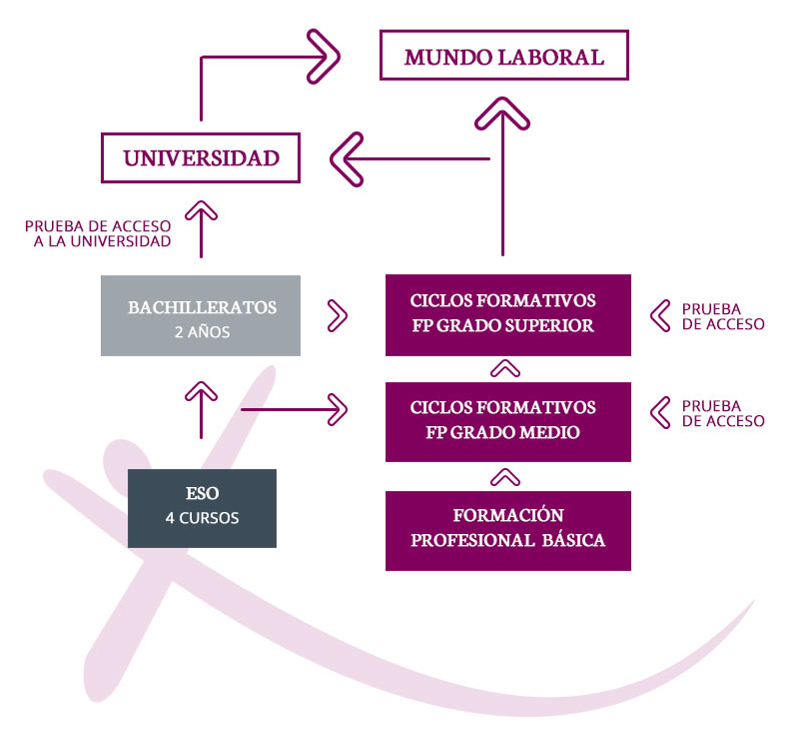 MUNDO LABORAL
UNIVERSIDAD
PRUEBA DE ACCESO
A LA UNIVERSIDAD
BACHILLERATOS
2 AÑOS
CICLOS FORMATIVOS
FP GRADO SUPERIOR
PRUEBA
DE ACCESO
CICLOS FORMATIVOS
FP GRADO MEDIO
PRUEBA
DE ACCESO
ESO
4 CURSOS
FORMACIÓN
PROFESIONAL BÁSICA